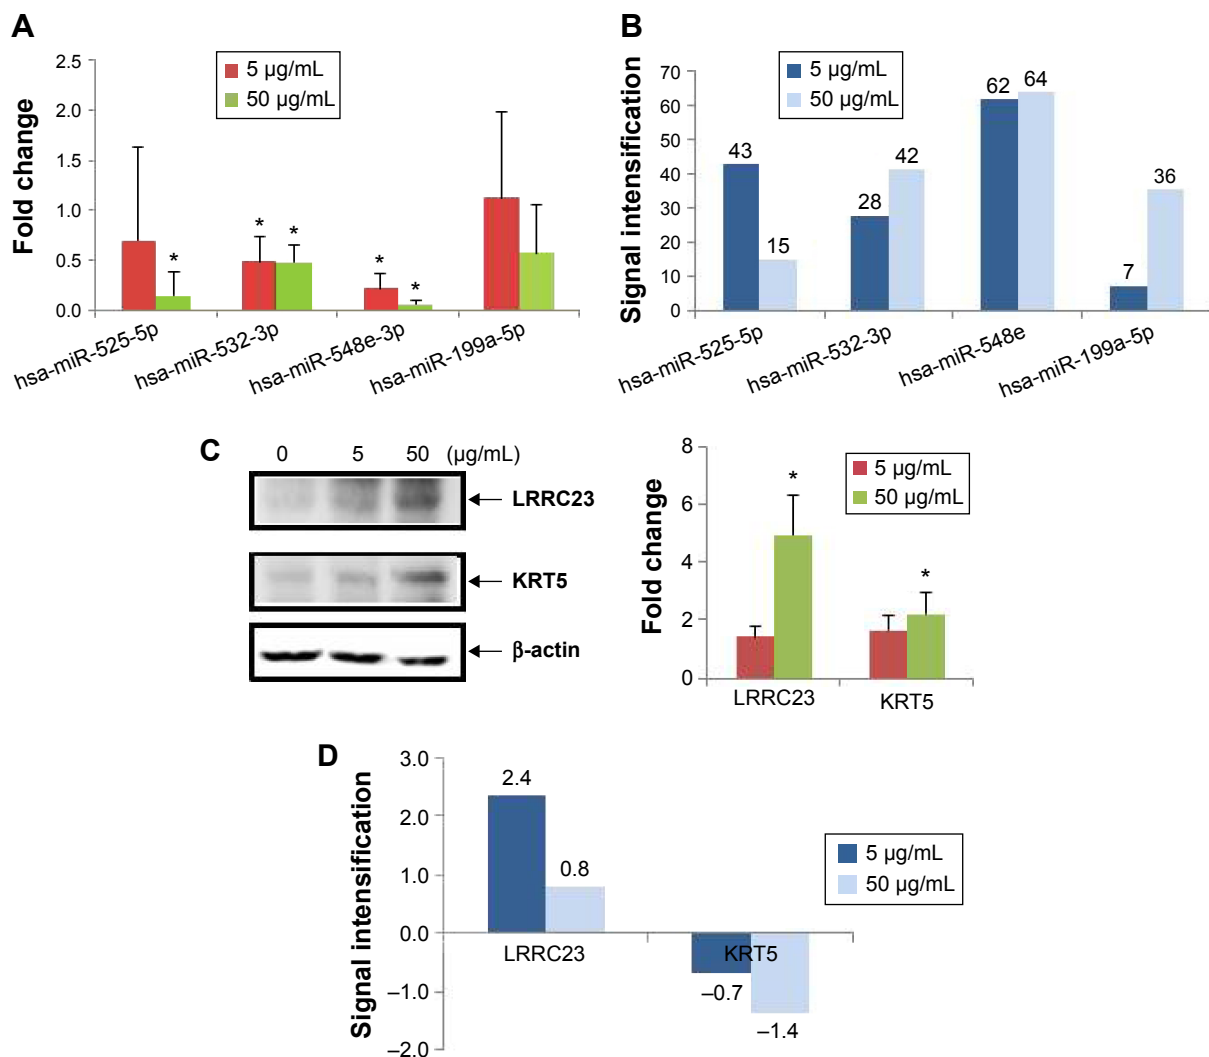 A
Fold change
2.5
2.0
1.5
1.0
0.5
0.0
5 µg/mL
50 µg/mL
*
*
*
*
*
hsa-miR-525-5p
hsa-miR-532-3p
hsa-miR-548e-3p
hsa-miR-199a-5p
B
Signal intensification
70
60
50
40
30
20
10
0
5 µg/mL
50 µg/mL
43
15
28
42
62
64
7
36
hsa-miR-525-5p
hsa-miR-532-3p
hsa-miR-548e
hsa-miR-199a-5p
C
0 5 50 (µg/mL)
LRRC23
KRT5
β-actin
Fold change
8
6
4
2
0
5 µg/mL
50 µg/mL
*
*
LRRC23
KRT5
D
Signal intensification
3.0
2.0
1.0
0.0
–1.0
–2.0
2.4
0.8
–0.7
–1.4
LRRC23
KRT5
5 µg/mL
50 µg/mL